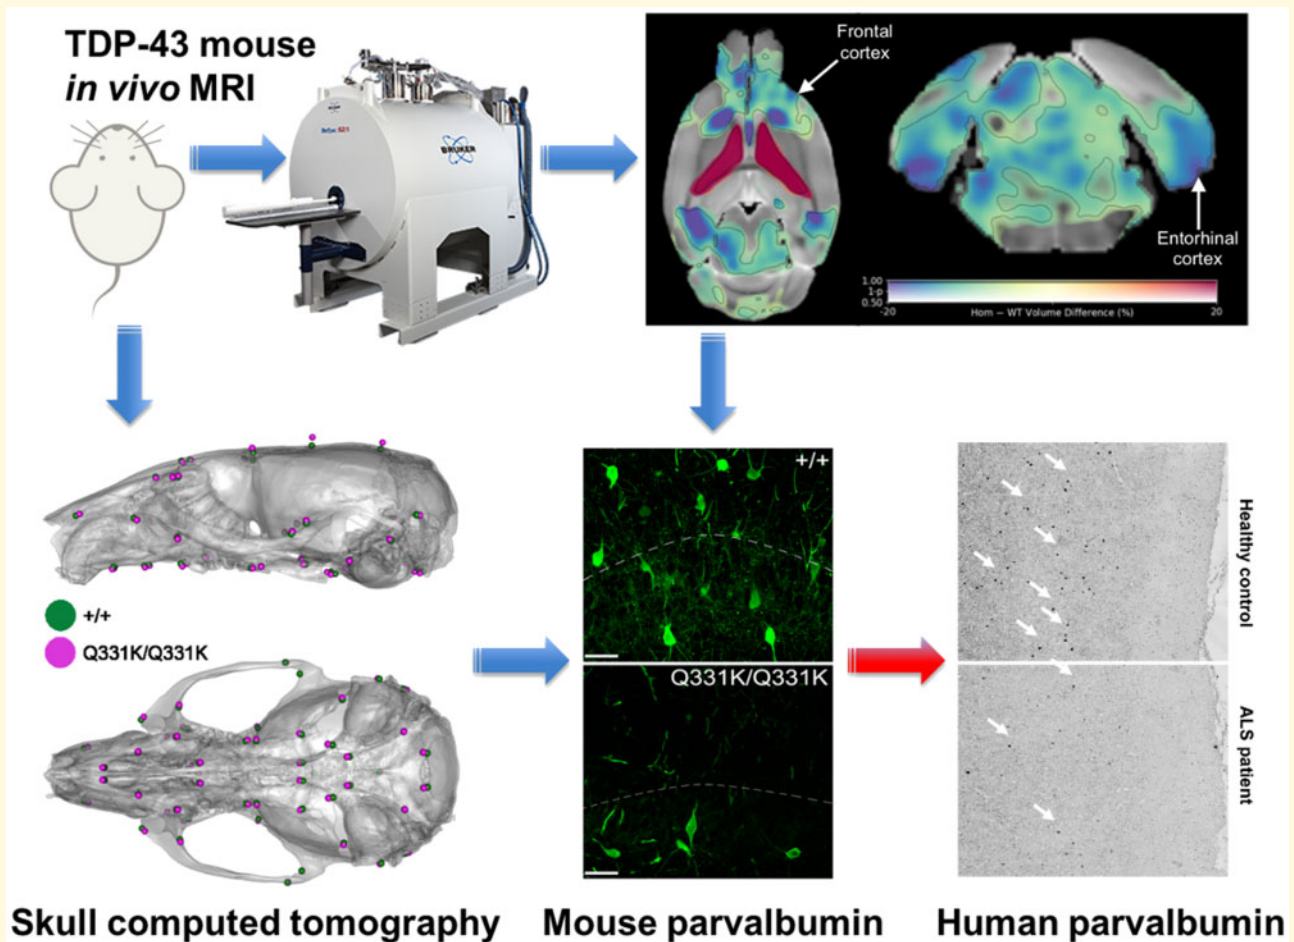 TDP-43 mouse
in vivo MRI
BRUKER
Frontal
cortex
Entorhinal
cortex
1.00
1-p
0.50
-20
20
Hom − WT Volume Difference (%)
+/+
Q331K/Q331K
+/+
Q331K/Q331K
Healthy control
ALS patient
Skull computed tomography
Mouse parvalbumin
Human parvalbumin